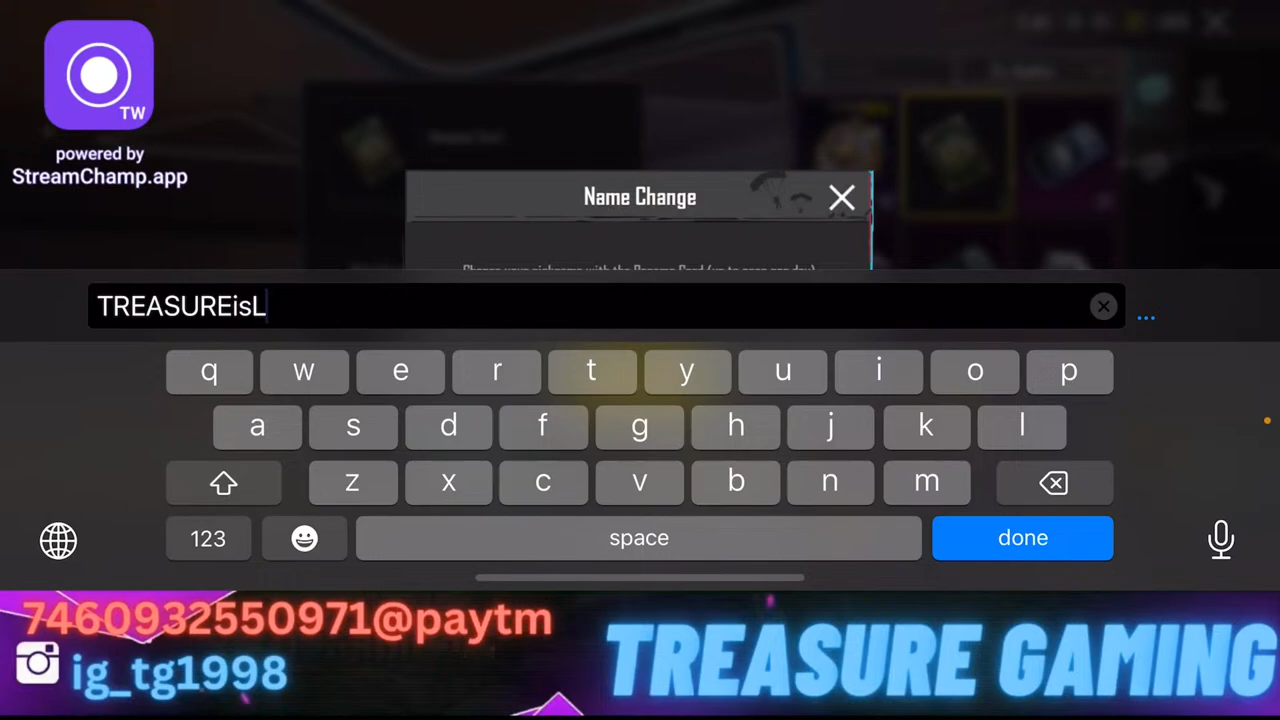 TW
powered by
StreamChamp.app
Name Change
TREASUREisL
...
q w e r t y u i o p
a s d f g h j k l
z x c v b n m
123 space done
7460932550971@paytm
ig_tg1998
TREASURE GAMING